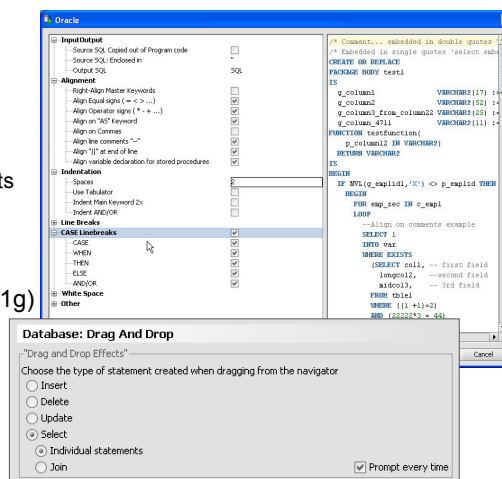 Oracle
InputOutput
Source SQL Copied out of Program code
Source SQL: Enclosed in "
Output SQL SQL
Alignment
Right-Align Master Keywords
Align Equal signs ( = < > ...)
Align Operator signs ( * - + ...)
Align on "AS" Keyword
Align on Commas
Align line comments "--"
Align "||" at end of line
Align variable declaration for stored procedures
Indentation
Spaces 2
Use Tabulator
Indent Main Keyword 2x
Indent AND/OR
Line Breaks
CASE Linebreaks
CASE
WHEN
THEN
ELSE
AND/OR
White Space
Other
/* Comment... embedded in double quotes "
/* Embedded in single quotes 'select embe
CREATE OR REPLACE
PACKAGE BODY test1
IS
g_column1 VARCHAR2(17) :=
g_column2 VARCHAR2(52) :=
g_column3_from_column22 VARCHAR2(25) :=
g_column_4711 VARCHAR2(11) :=
FUNCTION testfunction(
p_column12 IN VARCHAR2)
RETURN VARCHAR2
IS
BEGIN
IF NVL(g_emplid1,'X') <> p_emplid THEN
BEGIN
FOR emp_rec IN c_empl
LOOP
--Align on comments example
SELECT 1
INTO var
WHERE EXISTS
(SELECT col1, -- first field
longcol2, --second field
midcol3, -- 3rd field
FROM table1
WHERE ((1 +1)=2)
AND (22222*3 = 44)
Cancel
ts
1g)
Database: Drag And Drop
"Drag and Drop Effects"
Choose the type of statement created when dragging from the navigator
Insert
Delete
Update
Select
Individual statements
Join
Prompt every time